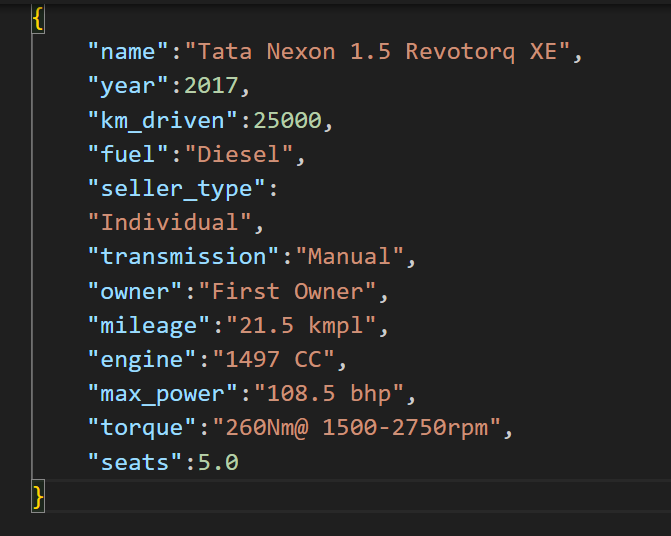 {
"name":"Tata Nexon 1.5 Revotorq XE",
"year":2017,
"km_driven":25000,
"fuel":"Diesel",
"seller_type":
"Individual",
"transmission":"Manual",
"owner":"First Owner",
"mileage":"21.5 kmpl",
"engine":"1497 CC",
"max_power":"108.5 bhp",
"torque":"260Nm@ 1500-2750rpm",
"seats":5.0
}